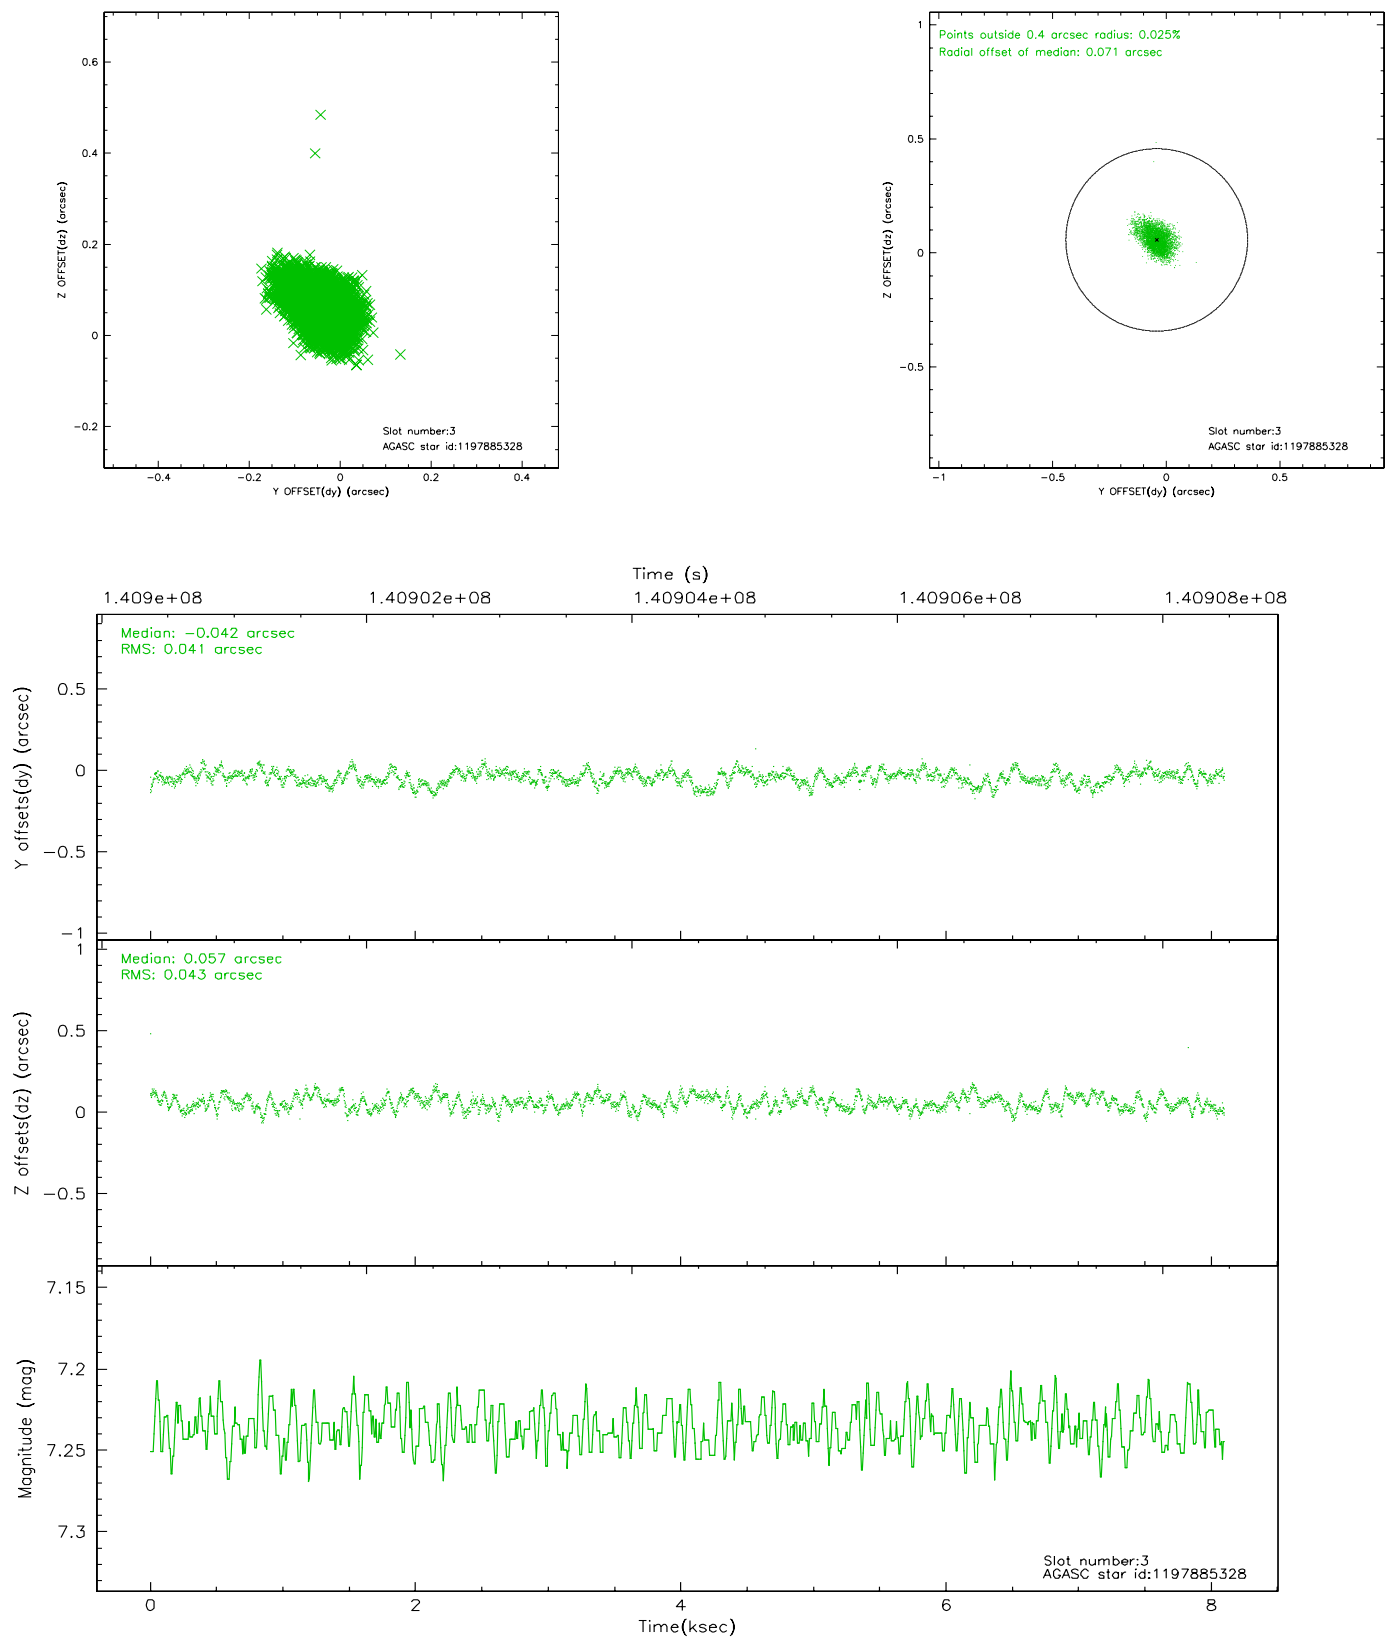 0.6
0.4
0.2
0
−0.2
Z OFFSET(dz) (arcsec)
Slot number:3
AGASC star id:1197885328
−0.4 −0.2 0 0.2 0.4
Y OFFSET(dy) (arcsec)
Points outside 0.4 arcsec radius: 0.025%
Radial offset of median: 0.071 arcsec
1
0.5
0
−0.5
Z OFFSET(dz) (arcsec)
Slot number:3
AGASC star id:1197885328
−1 −0.5 0 0.5
Y OFFSET(dy) (arcsec)
Time (s)
1.409e+08 1.40902e+08 1.40904e+08 1.40906e+08 1.40908e+08
Median: −0.042 arcsec
RMS: 0.041 arcsec
0.5
0
−0.5
−1
Y offsets(dy) (arcsec)
Median: 0.057 arcsec
RMS: 0.043 arcsec
1
0.5
0
−0.5
Z offsets(dz) (arcsec)
7.15
7.2
7.25
7.3
Magnitude (mag)
Slot number:3
AGASC star id:1197885328
0 2 4 6 8
Time(ksec)